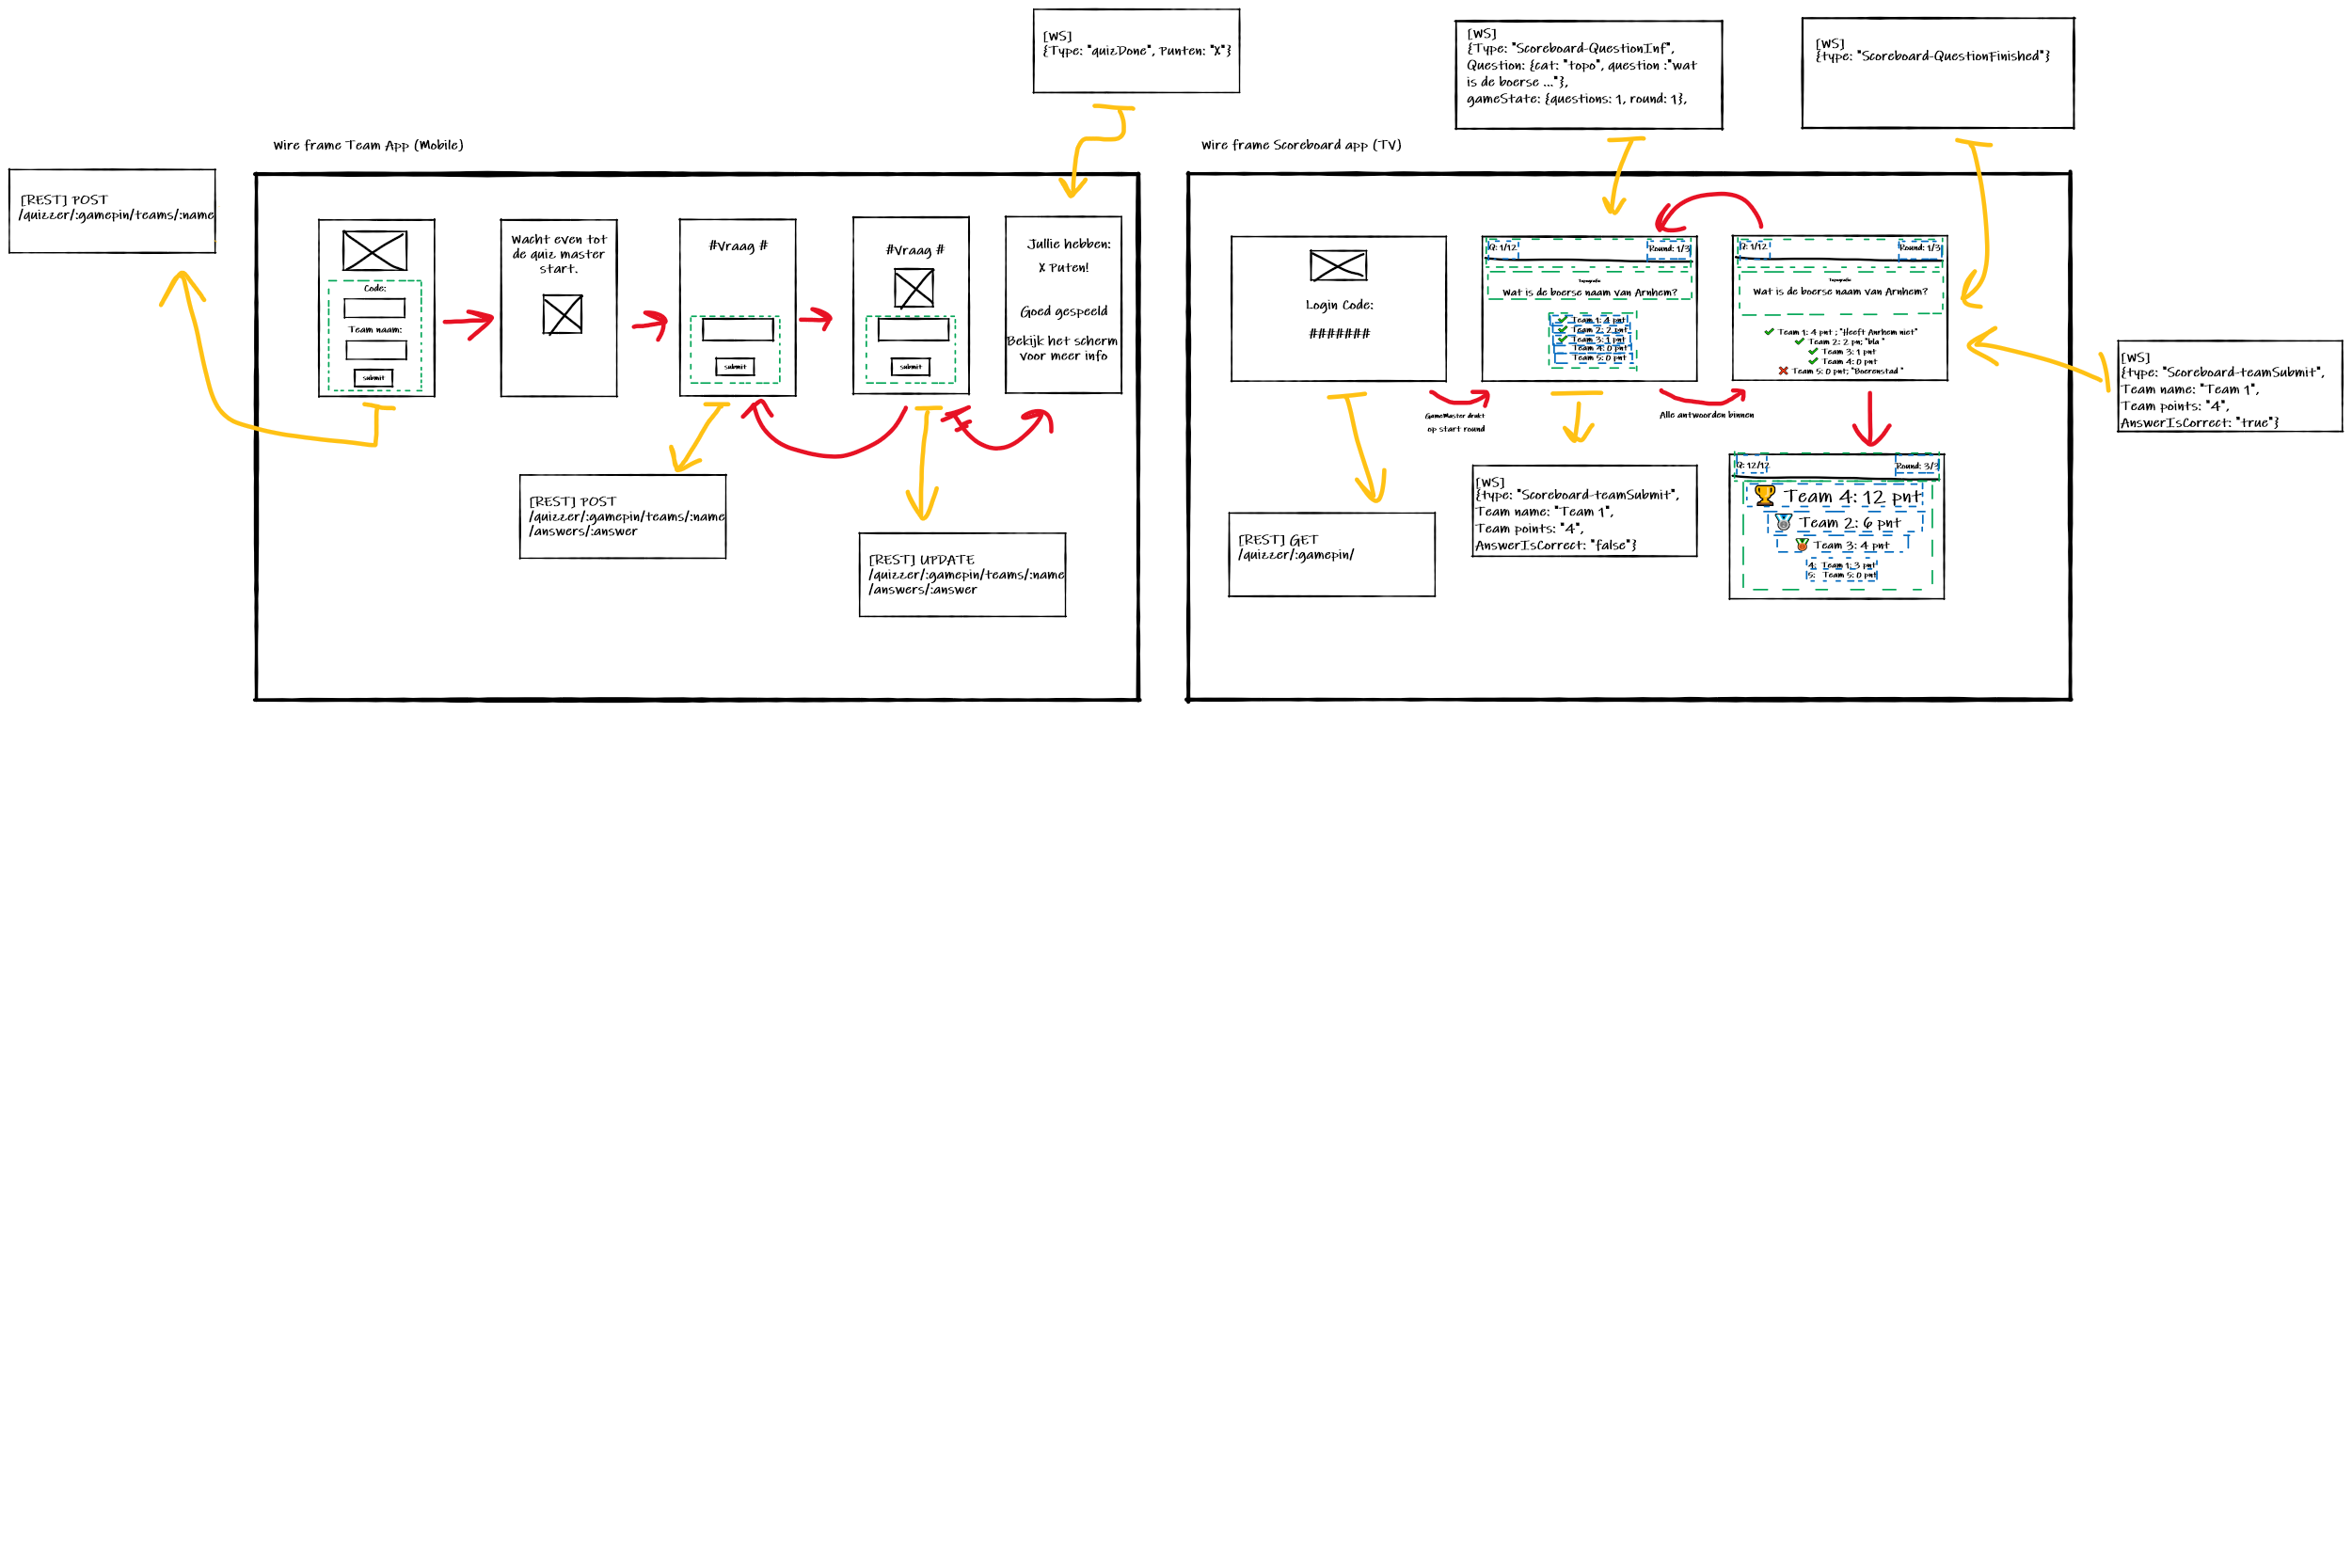 [WS]
{Type: "quizDone", Punten: "X"}
[WS]
{Type: "Scoreboard-QuestionInf",
Question: {cat: "topo", question :"wat
is de boerse ..."},
gameState: {questions: 1, round: 1},
[WS]
{type: "Scoreboard-QuestionFinished"}
Wire frame Team App (Mobile)
Wire frame Scoreboard app (TV)
[REST] POST
/quizzer/:gamepin/teams/:name
Code:
Team naam:
submit
Wacht even tot
de quiz master
start.
#Vraag #
submit
#Vraag #
submit
Jullie hebben:
X Puten!
Goed gespeeld
Bekijk het scherm
voor meer info
[REST] POST
/quizzer/:gamepin/teams/:name
/answers/:answer
[REST] UPDATE
/quizzer/:gamepin/teams/:name
/answers/:answer
Login Code:
#######
GameMaster drukt
op start round
Q: 1/12
Round: 1/3
Topografie
Wat is de boerse naam van Arnhem?
Team 1: 4 pnt
Team 2: 2 pnt
Team 3: 1 pnt
Team 4: 0 pnt
Team 5: 0 pnt
Alle antwoorden binnen
Q: 1/12
Round: 1/3
Topografie
Wat is de boerse naam van Arnhem?
Team 1: 4 pnt ; "Heeft Anrhem niet"
Team 2: 2 pn; "bla "
Team 3: 1 pnt
Team 4: 0 pnt
Team 5: 0 pnt; "Boerenstad "
[WS]
{type: "Scoreboard-teamSubmit",
Team name: "Team 1",
Team points: "4",
AnswerIsCorrect: "true"}
[REST] GET
/quizzer/:gamepin/
[WS]
{type: "Scoreboard-teamSubmit",
Team name: "Team 1",
Team points: "4",
AnswerIsCorrect: "false"}
Q: 12/12
Round: 3/3
Team 4: 12 pnt
Team 2: 6 pnt
Team 3: 4 pnt
4: Team 1: 3 pnt
5: Team 5: 0 pnt